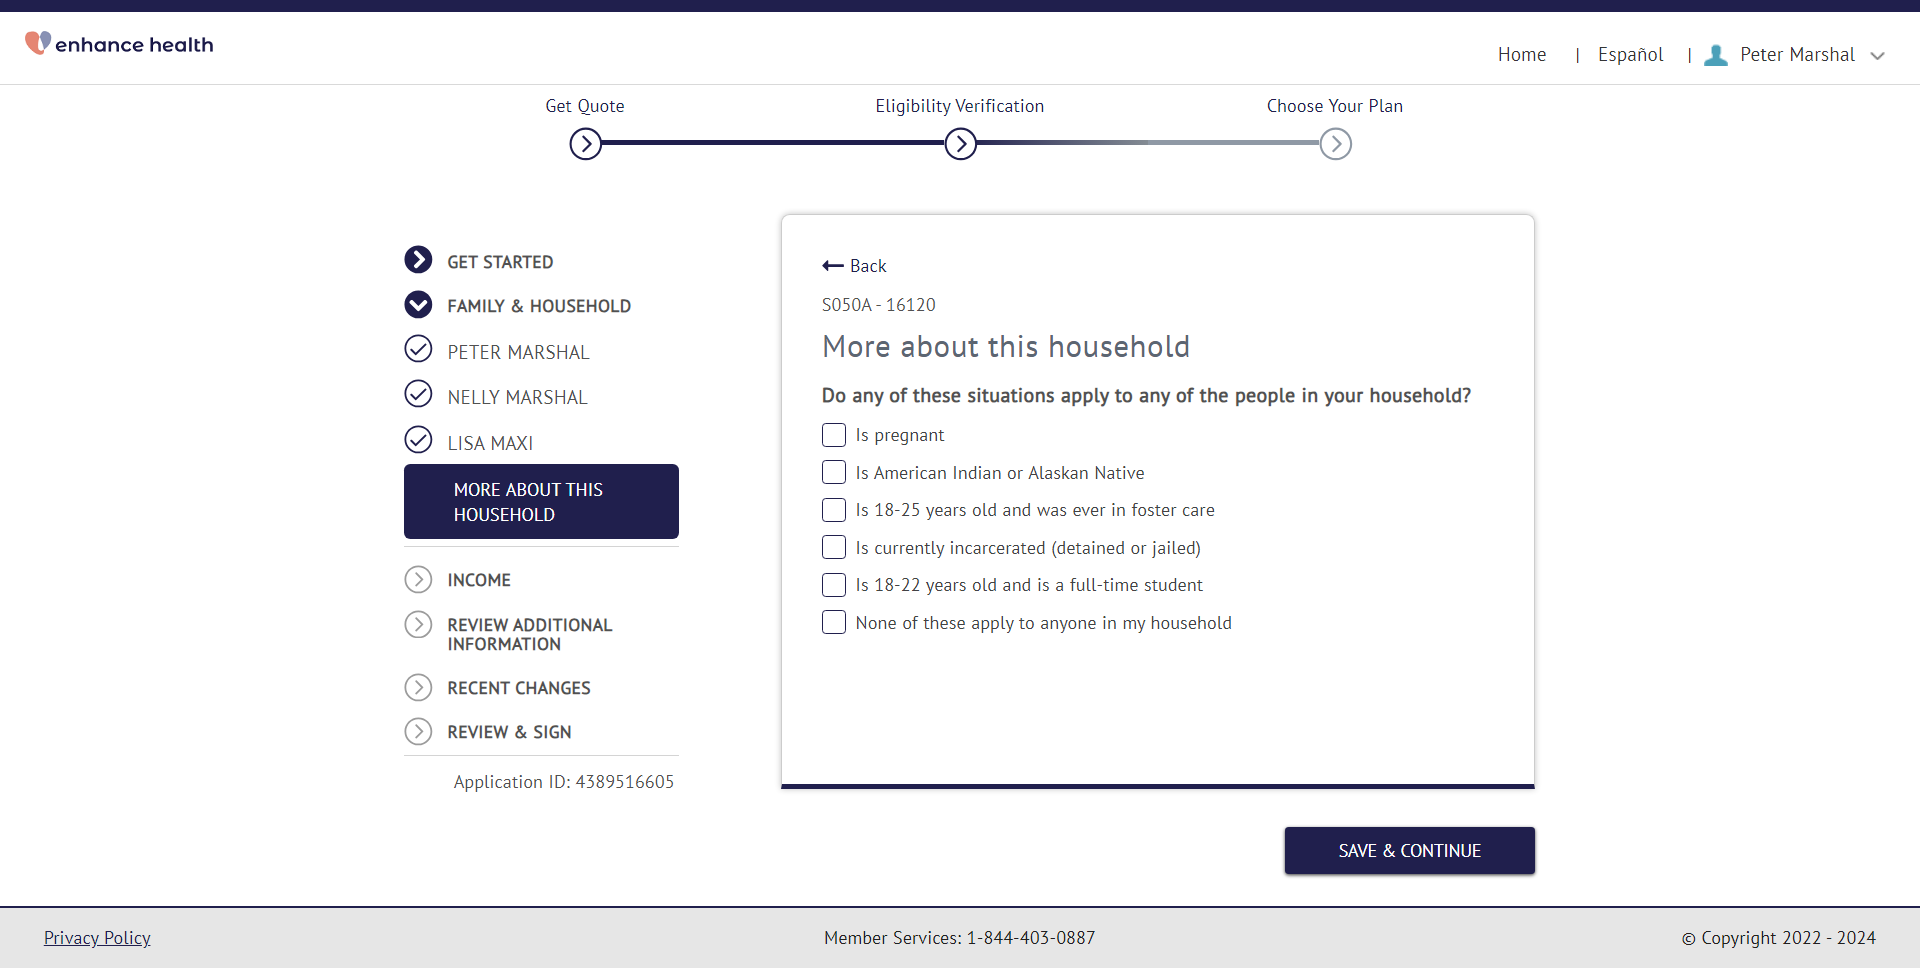 enhance health
Home | Español | Peter Marshal
Get Quote
Eligibility Verification
Choose Your Plan
GET STARTED
FAMILY & HOUSEHOLD
PETER MARSHAL
NELLY MARSHAL
LISA MAXI
MORE ABOUT THIS
HOUSEHOLD
INCOME
REVIEW ADDITIONAL
INFORMATION
RECENT CHANGES
REVIEW & SIGN
Application ID: 4389516605
Back
S050A - 16120
More about this household
Do any of these situations apply to any of the people in your household?
Is pregnant
Is American Indian or Alaskan Native
Is 18-25 years old and was ever in foster care
Is currently incarcerated (detained or jailed)
Is 18-22 years old and is a full-time student
None of these apply to anyone in my household
SAVE & CONTINUE
Privacy Policy
Member Services: 1-844-403-0887
© Copyright 2022 - 2024